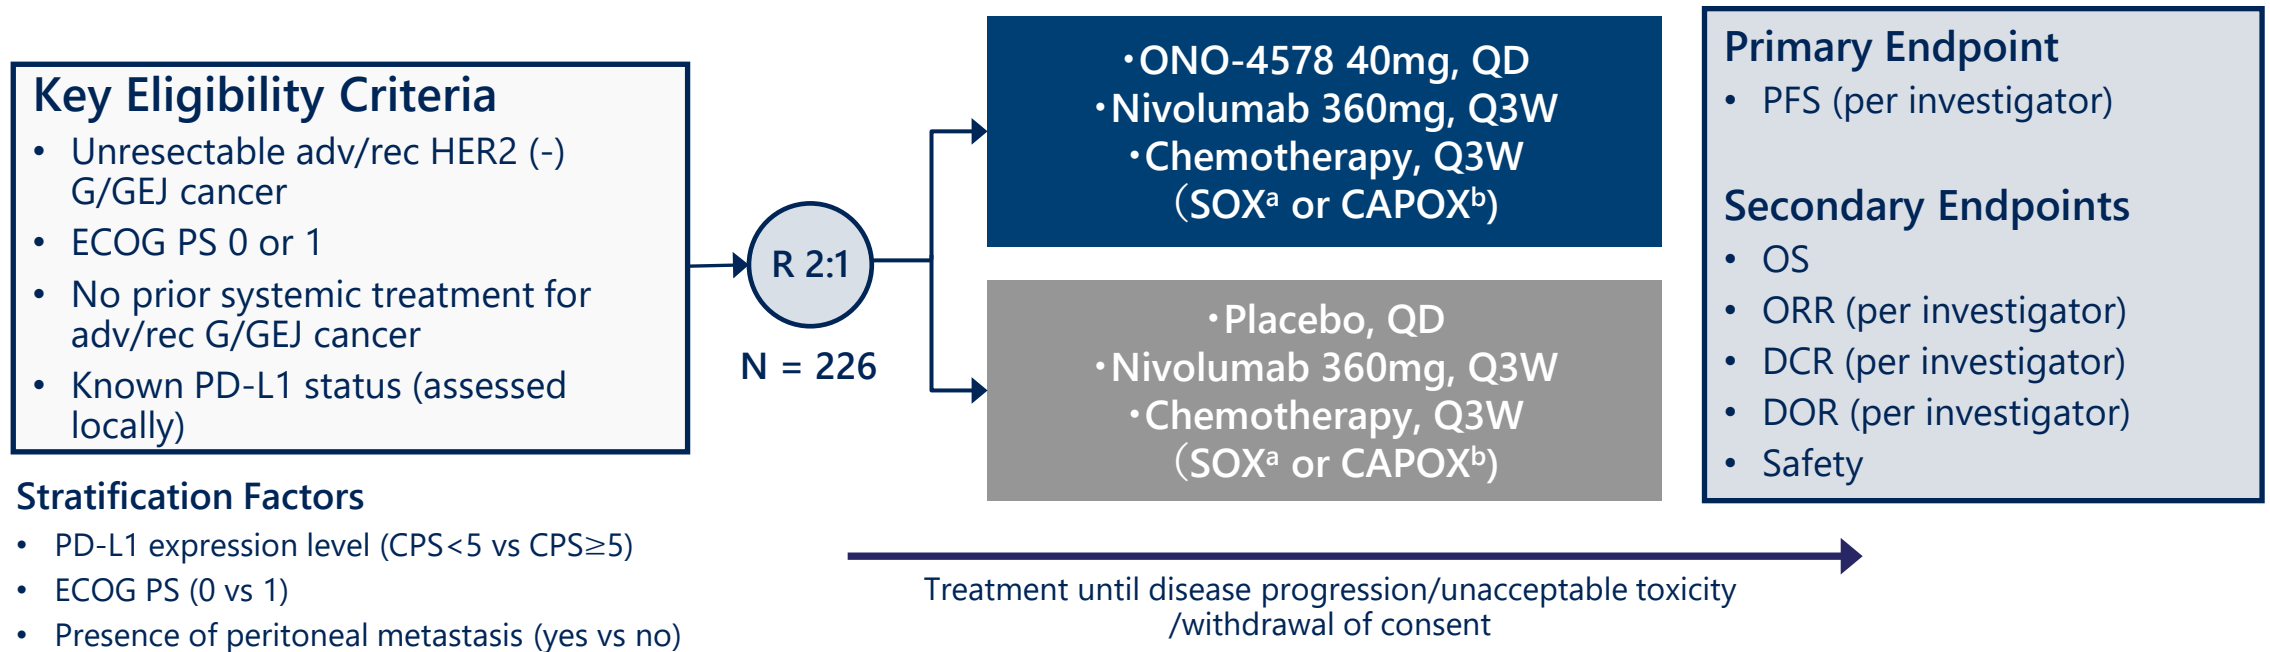 Key Eligibility Criteria
• Unresectable adv/rec HER2 (-)
G/GEJ cancer
• ECOG PS 0 or 1
• No prior systemic treatment for
adv/rec G/GEJ cancer
• Known PD-L1 status (assessed
locally)
Stratification Factors
• PD-L1 expression level (CPS<5 vs CPS≥5)
• ECOG PS (0 vs 1)
• Presence of peritoneal metastasis (yes vs no)
R 2:1
N = 226
・ONO-4578 40mg, QD
・Nivolumab 360mg, Q3W
・Chemotherapy, Q3W
（SOXᵃ or CAPOXᵇ)
・Placebo, QD
・Nivolumab 360mg, Q3W
・Chemotherapy, Q3W
（SOXᵃ or CAPOXᵇ)
Treatment until disease progression/unacceptable toxicity
/withdrawal of consent
Primary Endpoint
• PFS (per investigator)
Secondary Endpoints
• OS
• ORR (per investigator)
• DCR (per investigator)
• DOR (per investigator)
• Safety